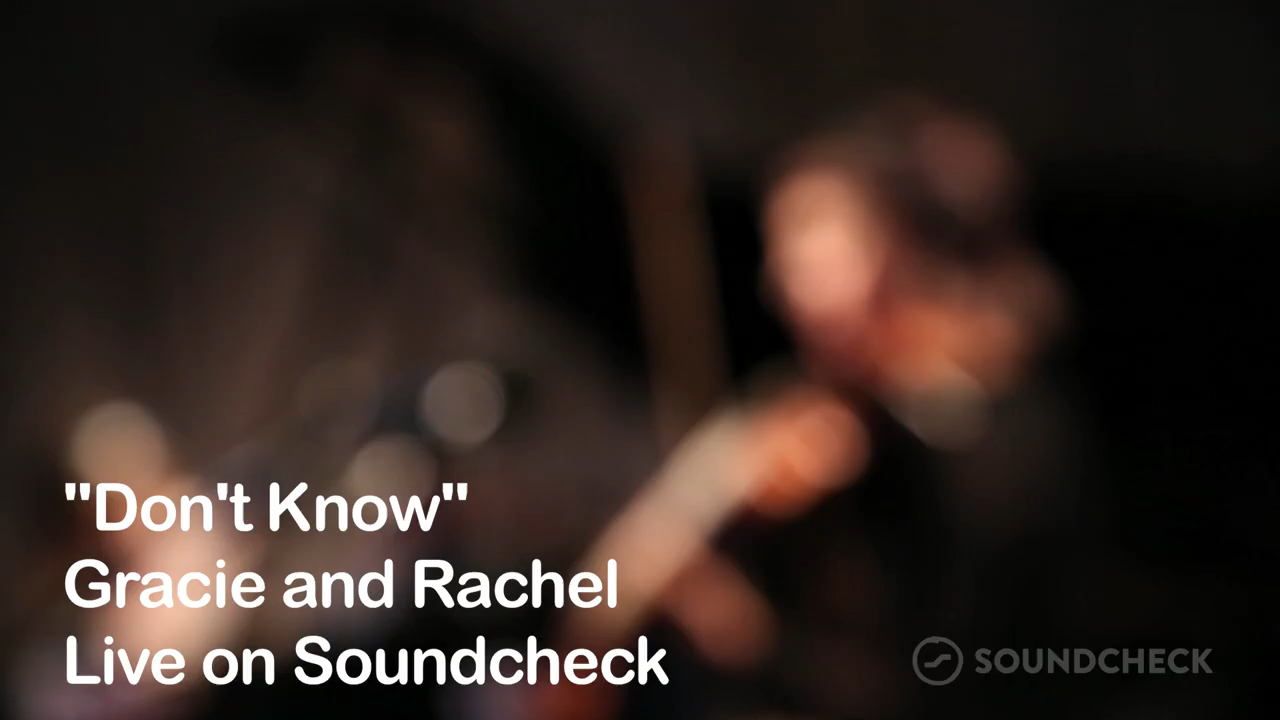 "Don't Know"
Gracie and Rachel
Live on Soundcheck
SOUNDCHECK